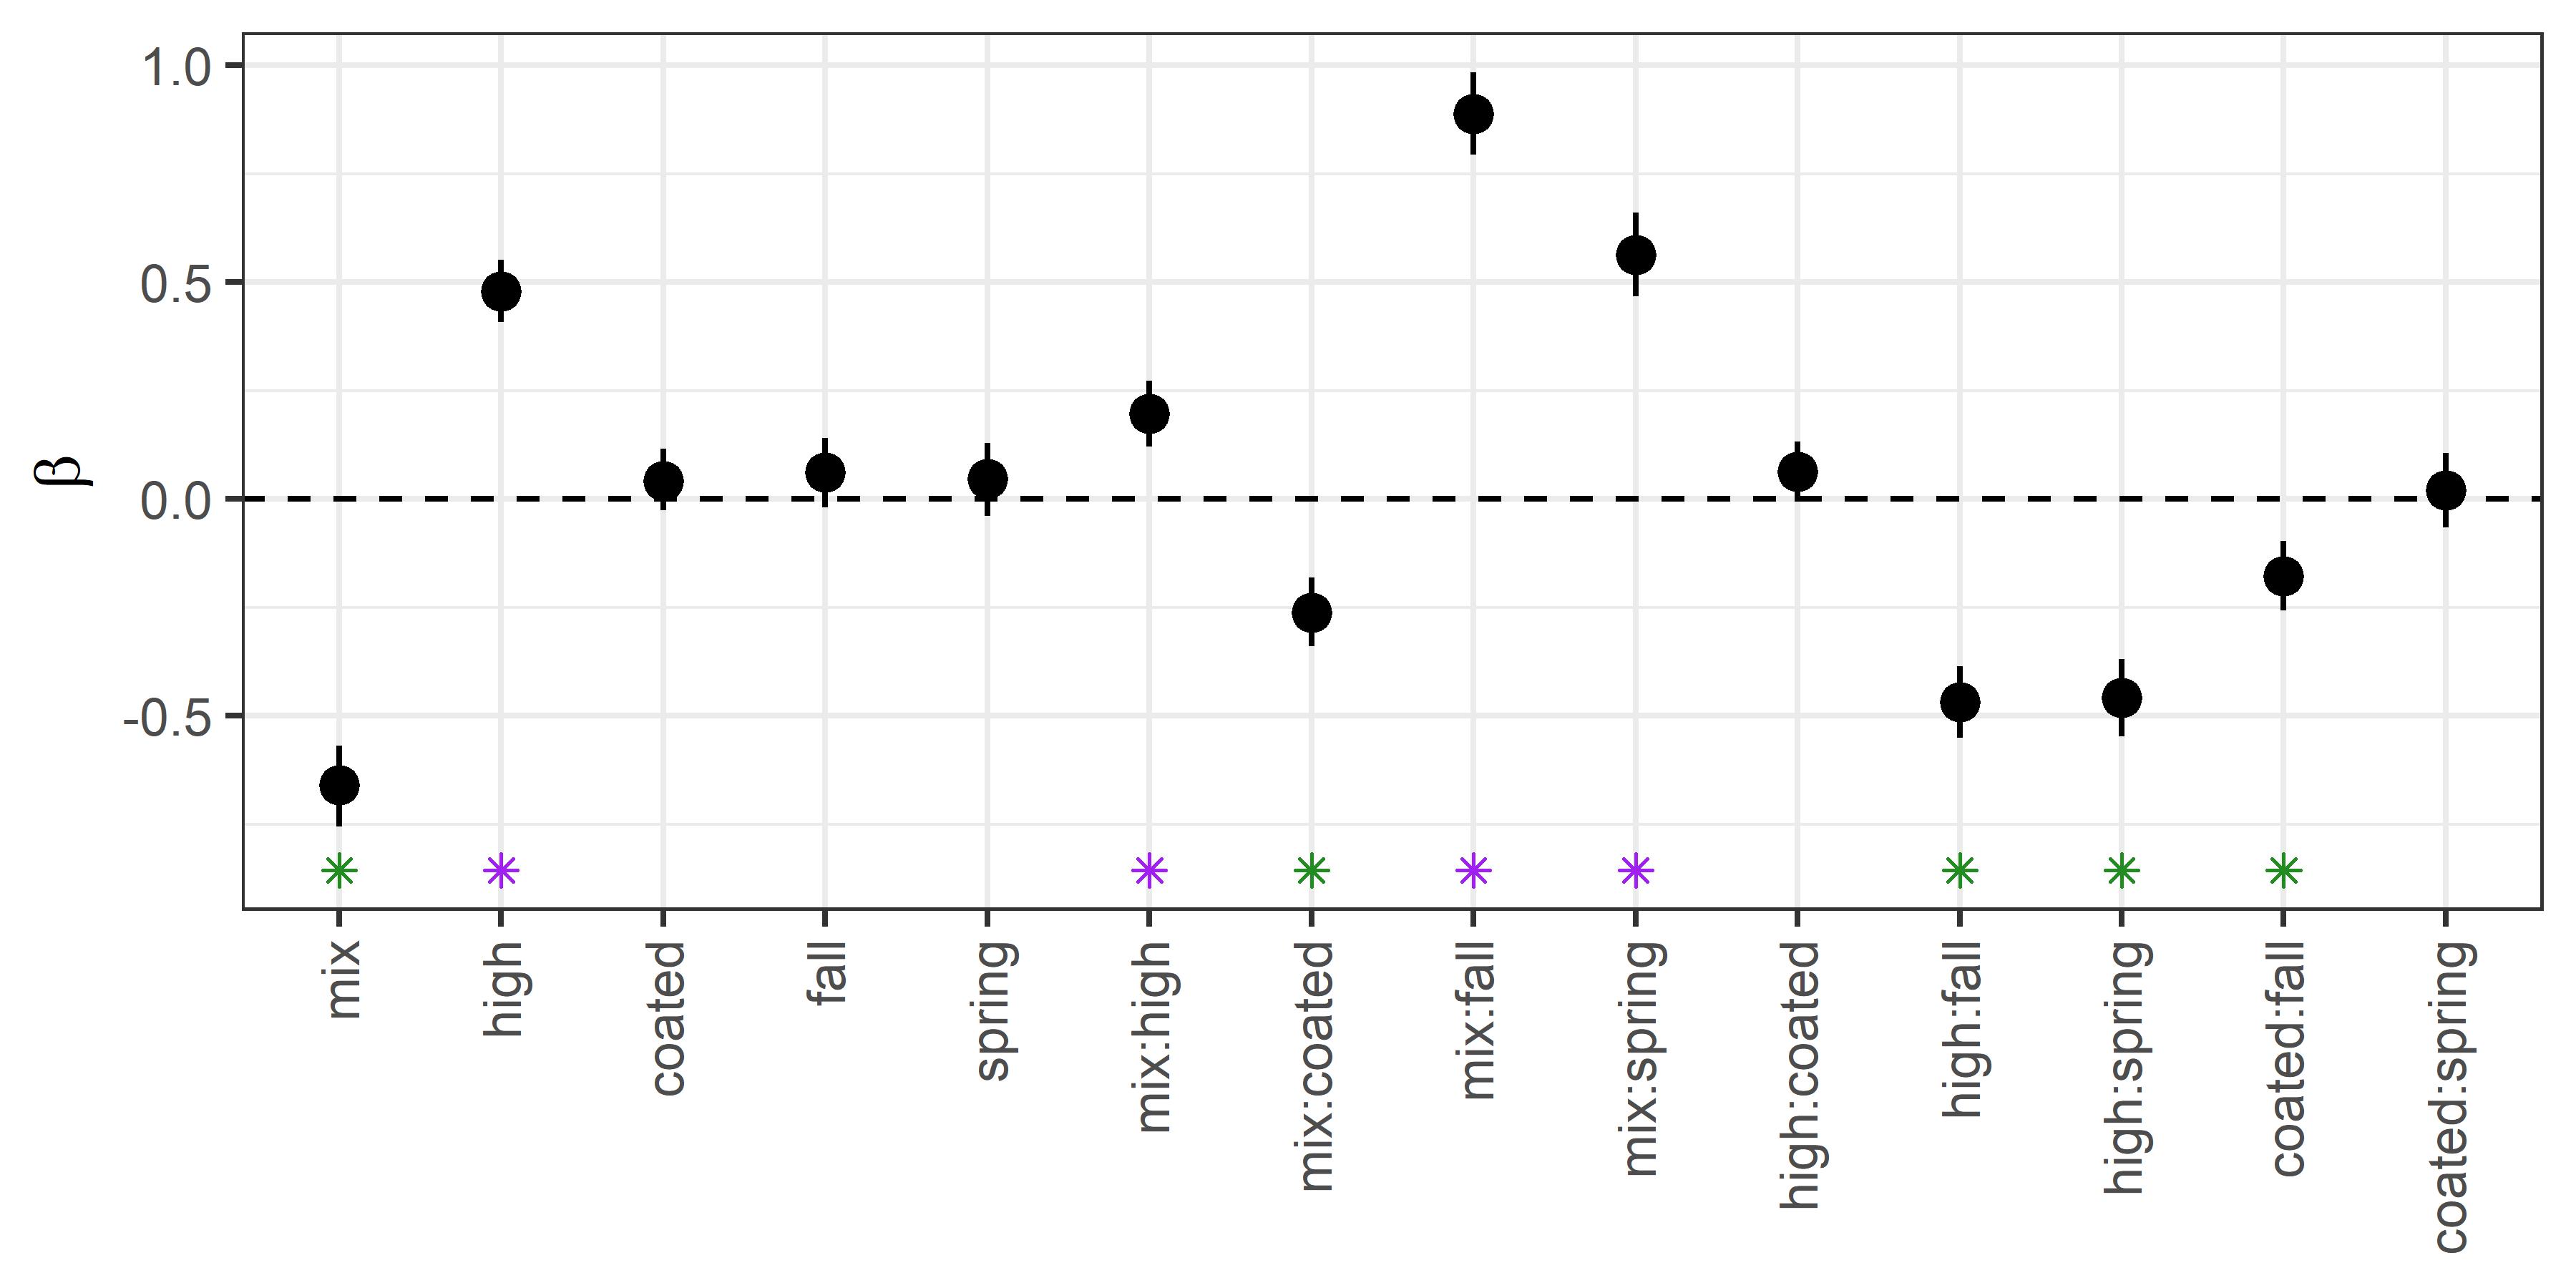 β
1.0
0.5
0.0
-0.5
mix
high
coated
fall
spring
mix:high
mix:coated
mix:fall
mix:spring
high:coated
high:fall
high:spring
coated:fall
coated:spring